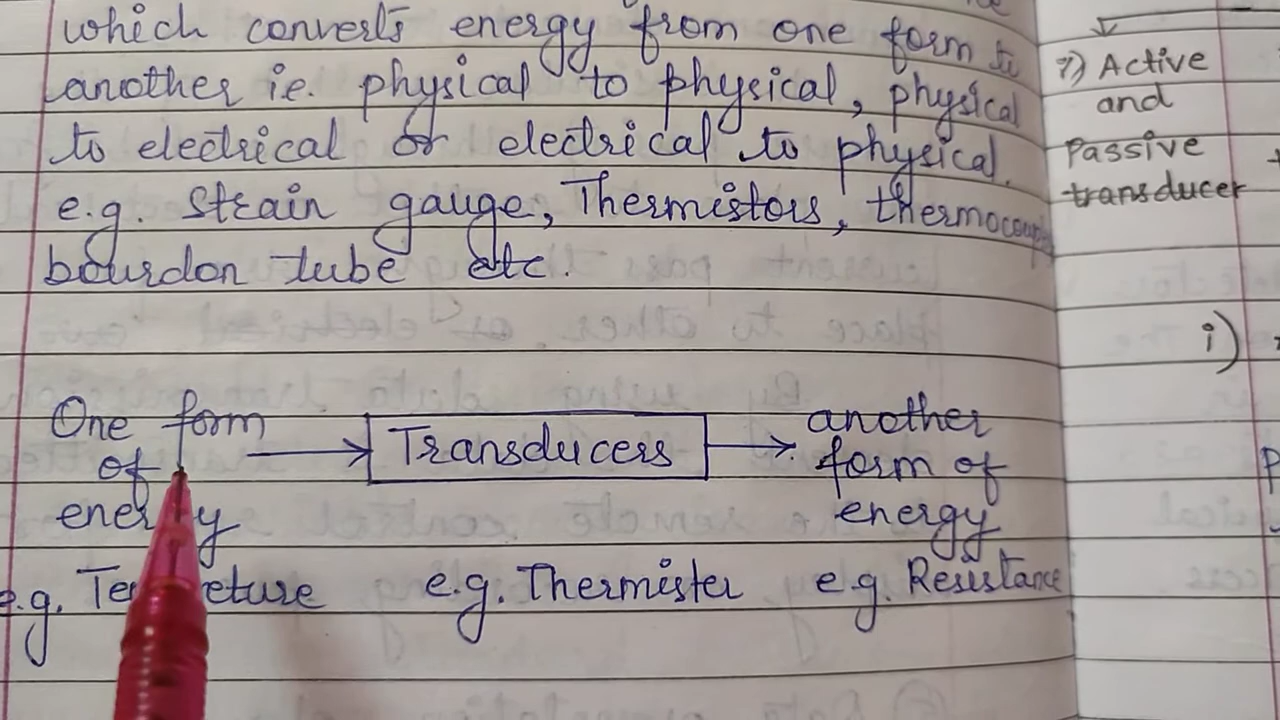 which converts energy from one form to
another i.e. physical to physical, physical
to electrical or electrical to physical.
e.g. Strain gauge, Thermistors, thermocouple
bourdon tube etc.
One form
of
energy
Transducers
another
form of
energy
e.g. Tempreture e.g. Thermister e.g. Resistance
7) Active
and
Passive
transducer
i)